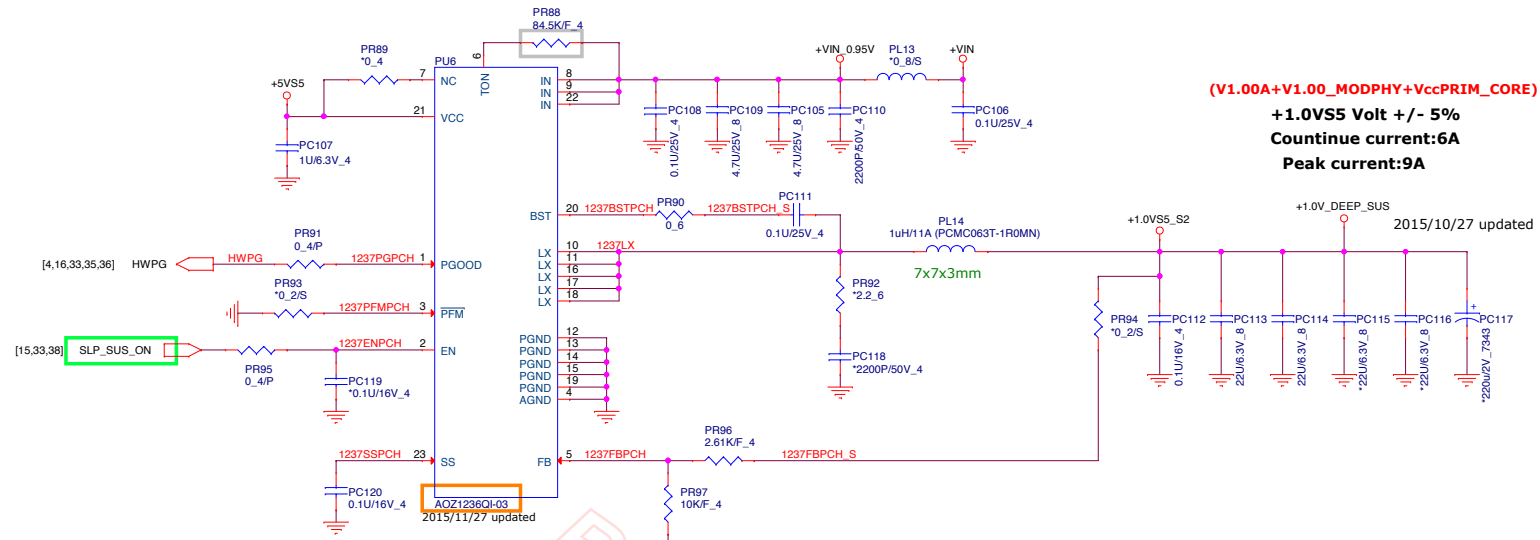 PR88
84.5K/F_4
PR89
*0_4
PU6
6
TON
+5VS5
7
NC
21
VCC
PC107
1U/6.3V_4
IN
8
IN
9
IN
22
+VIN_0.95V
PL13
*0_8/S
+VIN
PC108
0.1U/25V_4
PC109
4.7U/25V_8
PC105
4.7U/25V_8
PC110
2200P/50V_4
PC106
0.1U/25V_4
(V1.00A+V1.00_MODPHY+VccPRIM_CORE)
+1.0VS5 Volt +/- 5%
Countinue current:6A
Peak current:9A
BST
20
1237BSTPCH
PR90
0_6
1237BSTPCH_S
PC111
0.1U/25V_4
LX
10
LX
11
LX
16
LX
17
LX
18
1237LX
PL14
1uH/11A (PCMC063T-1R0MN)
7x7x3mm
+1.0VS5_S2
+1.0V_DEEP_SUS
2015/10/27 updated
[4,16,33,35,36]
HWPG
HWPG
PR91
0_4/P
1237PGPCH
1
PGOOD
PR93
*0_2/S
1237PFMPCH
3
PFM
[15,33,38]
SLP_SUS_ON
PR95
0_4/P
1237ENPCH
2
EN
PC119
*0.1U/16V_4
PR92
*2.2_6
PC118
*2200P/50V_4
PGND
12
PGND
13
PGND
14
PGND
15
PGND
19
AGND
4
PR94
*0_2/S
PC112
0.1U/16V_4
PC113
22U/6.3V_8
PC114
22U/6.3V_8
PC115
*22U/6.3V_8
PC116
*22U/6.3V_8
+
PC117
*220u/2V_7343
1237SSPCH
23
SS
PC120
0.1U/16V_4
FB
5
1237FBPCH
PR96
2.61K/F_4
1237FBPCH_S
PR97
10K/F_4
AOZ1236QI-03
2015/11/27 updated